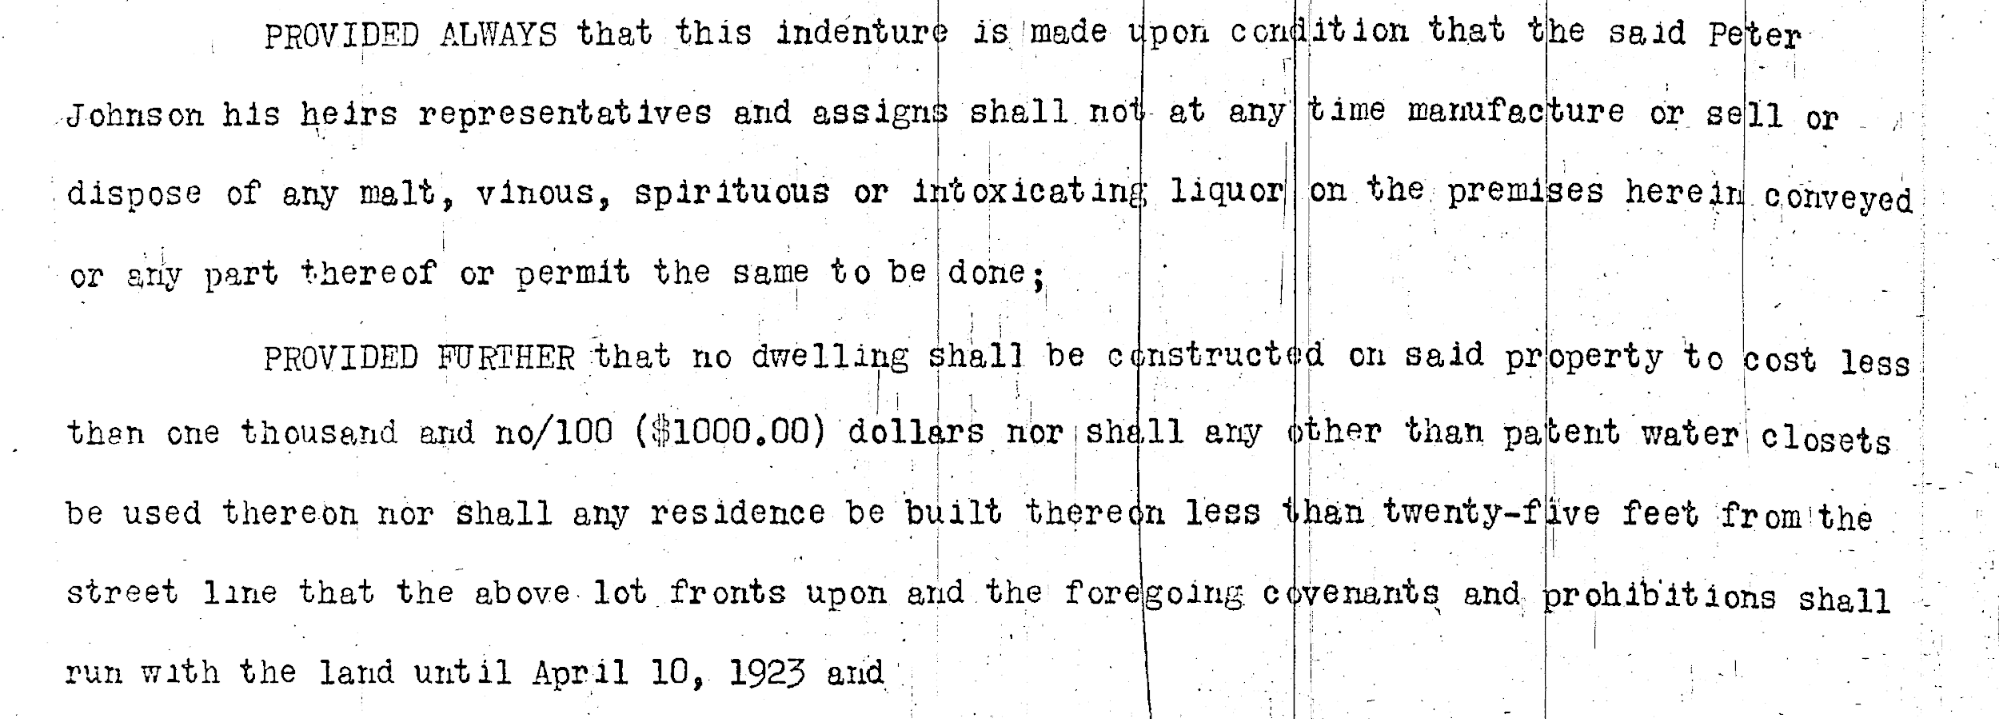 PROVIDED ALWAYS that this indenture is made upon condition that the said Peter
Johnson his heirs representatives and assigns shall not at any time manufacture or sell or
dispose of any malt, vinous, spirituous or intoxicating liquor on the premises herein conveyed
or any part thereof or permit the same to be done;
PROVIDED FURTHER that no dwelling shall be constructed on said property to cost less
than one thousand and no/100 ($1000.00) dollars nor shall any other than patent water closets
be used thereon nor shall any residence be built thereon less than twenty-five feet from the
street line that the above lot fronts upon and the foregoing covenants and prohibitions shall
run with the land until April 10, 1923 and